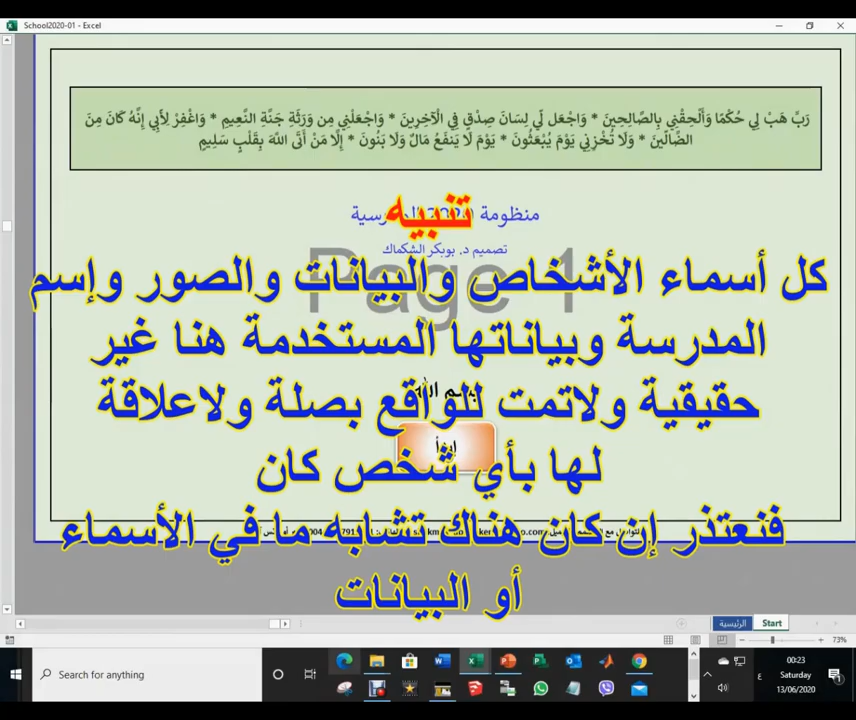 School2020-01 - Excel
رَبِّ هَبْ لِي حُكْمًا وَأَلْحِقْنِي بِالصَّالِحِينَ * وَاجْعَل لِّي لِسَانَ صِدْقٍ فِي الْآخِرِينَ * وَاجْعَلْنِي مِن وَرَثَةِ جَنَّةِ النَّعِيمِ * وَاغْفِرْ لِأَبِي إِنَّهُ كَانَ مِنَ
الضَّالِّينَ * وَلَا تُخْزِنِي يَوْمَ يُبْعَثُونَ * يَوْمَ لَا يَنفَعُ مَالٌ وَلَا بَنُونَ * إِلَّا مَنْ أَتَى اللَّهَ بِقَلْبٍ سَلِيمٍ
تنبيه
منظومة
تصميم د. بوبكر الشكماك
Page 1
كل أسماء الأشخاص والبيانات والصور وإسم
المدرسة وبياناتها المستخدمة هنا غير
حقيقية ولاتمت للواقع بصلة ولاعلاقة
لها بأي شخص كان
فنعتذر إن كان هناك تشابه ما في الأسماء
أو البيانات
الرئيسية
Start
73%
Search for anything
ع
00:23
Saturday
13/06/2020
1